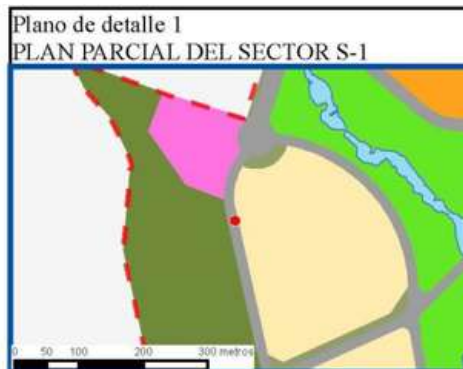 Plano de detalle 1
PLAN PARCIAL DEL SECTOR S-1
0 50 100 200 300 metros